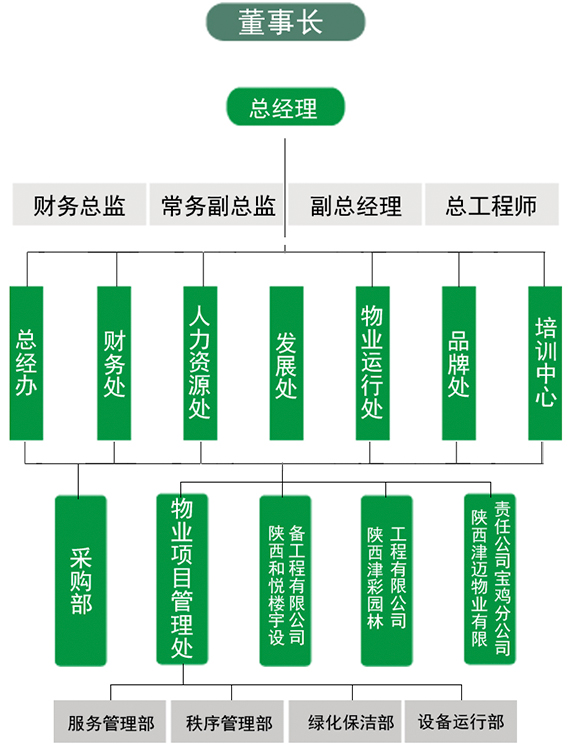 董事长
总经理
财务总监
常务副总监
副总经理
总工程师
总经办
财务处
人力资源处
发展处
物业运行处
品牌处
培训中心
采购部
物业项目管理处
陕西和悦楼宇设
备工程有限公司
陕西津彩园林
工程有限公司
陕西津迈物业有限
责任公司宝鸡分公司
服务管理部
秩序管理部
绿化保洁部
设备运行部